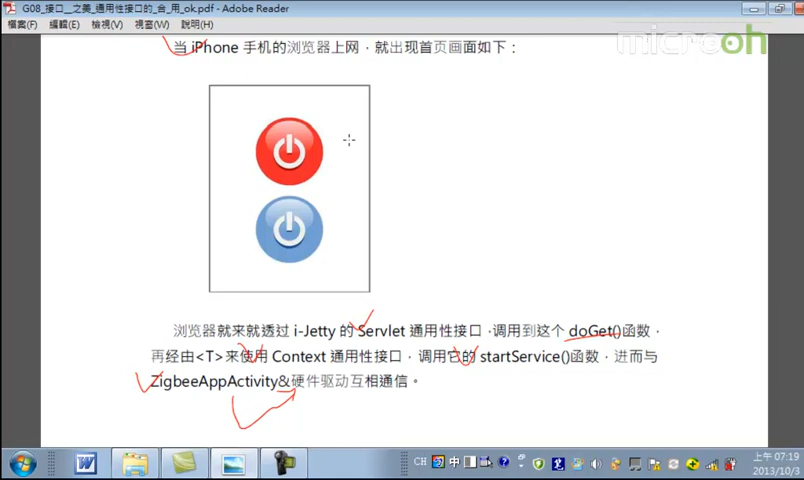 G08_接口__之美_通用性接口的_合_用_ok.pdf - Adobe Reader
檔案(F) 編輯(E) 檢視(V) 視窗(W) 說明(H)
microoh
当 iPhone 手机的浏览器上网，就出现首页画面如下：
浏览器就来就透过 i-Jetty 的 Servlet 通用性接口，调用到这个 doGet()函数，
再经由<T>来使用 Context 通用性接口，调用它的 startService()函数，进而与
ZigbeeAppActivity&硬件驱动互相通信。
CH 中
上午 07:19
2013/10/3